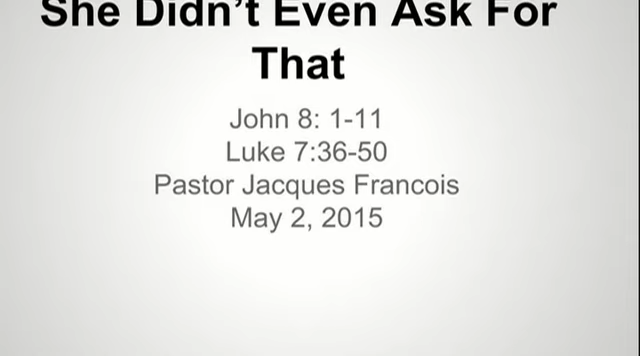 She Didn’t Even Ask For
That
John 8: 1-11
Luke 7:36-50
Pastor Jacques Francois
May 2, 2015